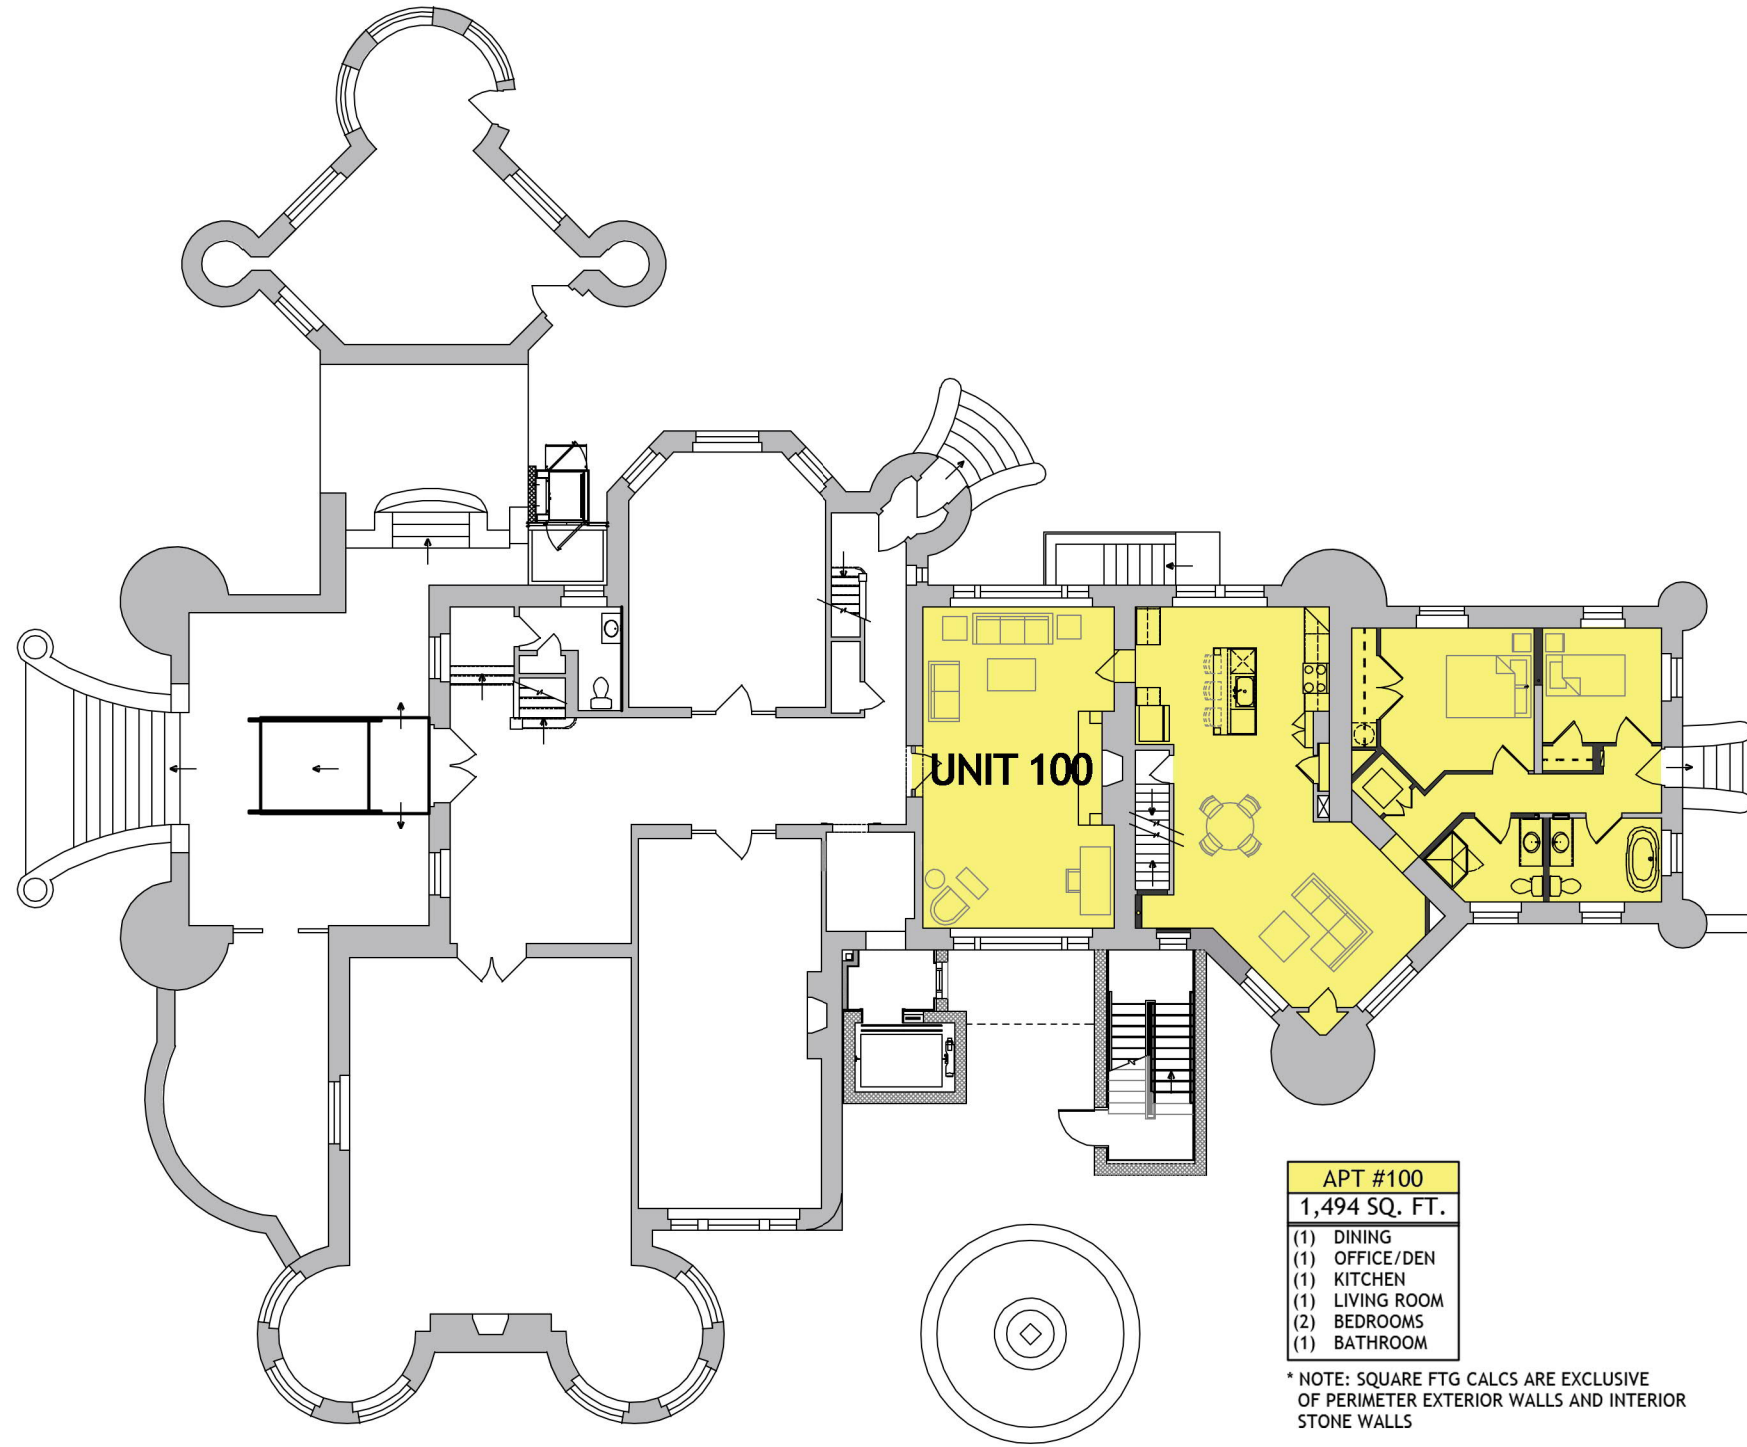 UNIT 100
APT #100
1,494 SQ. FT.
(1) DINING
(1) OFFICE/DEN
(1) KITCHEN
(1) LIVING ROOM
(2) BEDROOMS
(1) BATHROOM
* NOTE: SQUARE FTG CALCS ARE EXCLUSIVE
OF PERIMETER EXTERIOR WALLS AND INTERIOR
STONE WALLS